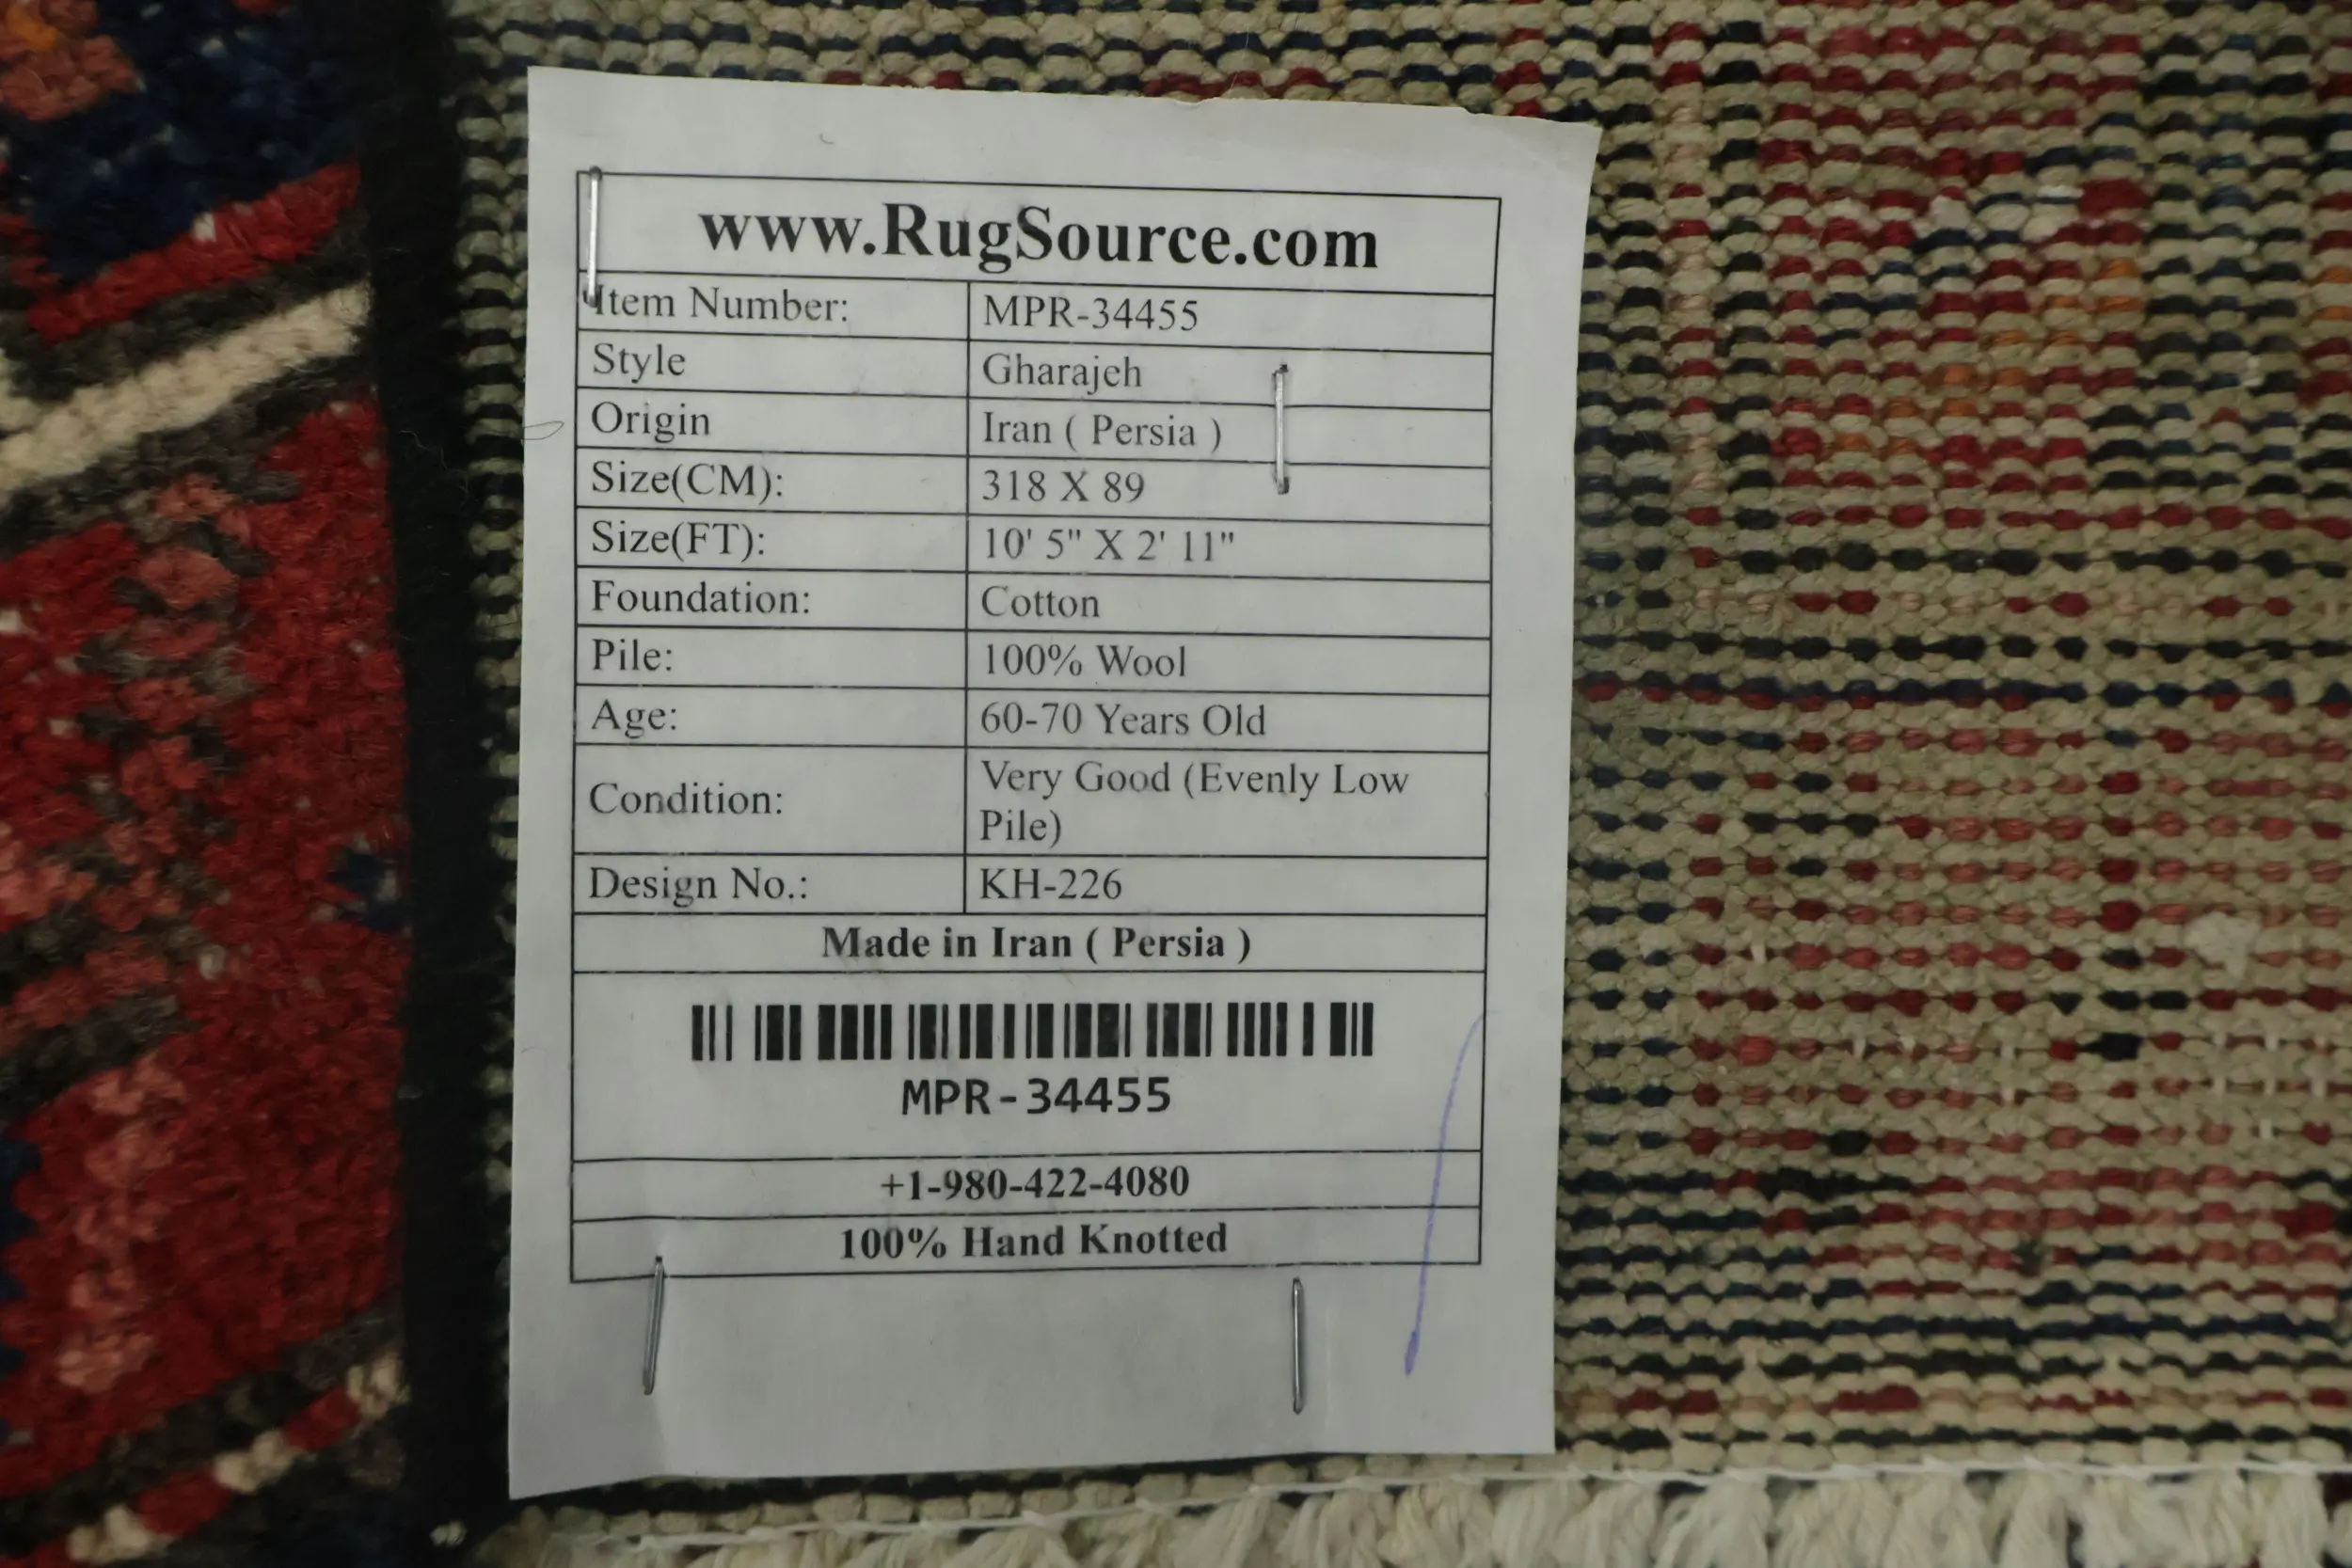 www.RugSource.com
Item Number: MPR-34455
Style Gharajeh
Origin Iran ( Persia )
Size(CM): 318 X 89
Size(FT): 10' 5" X 2' 11"
Foundation: Cotton
Pile: 100% Wool
Age: 60-70 Years Old
Condition: Very Good (Evenly Low
Pile)
Design No.: KH-226
Made in Iran ( Persia )
MPR-34455
+1-980-422-4080
100% Hand Knotted